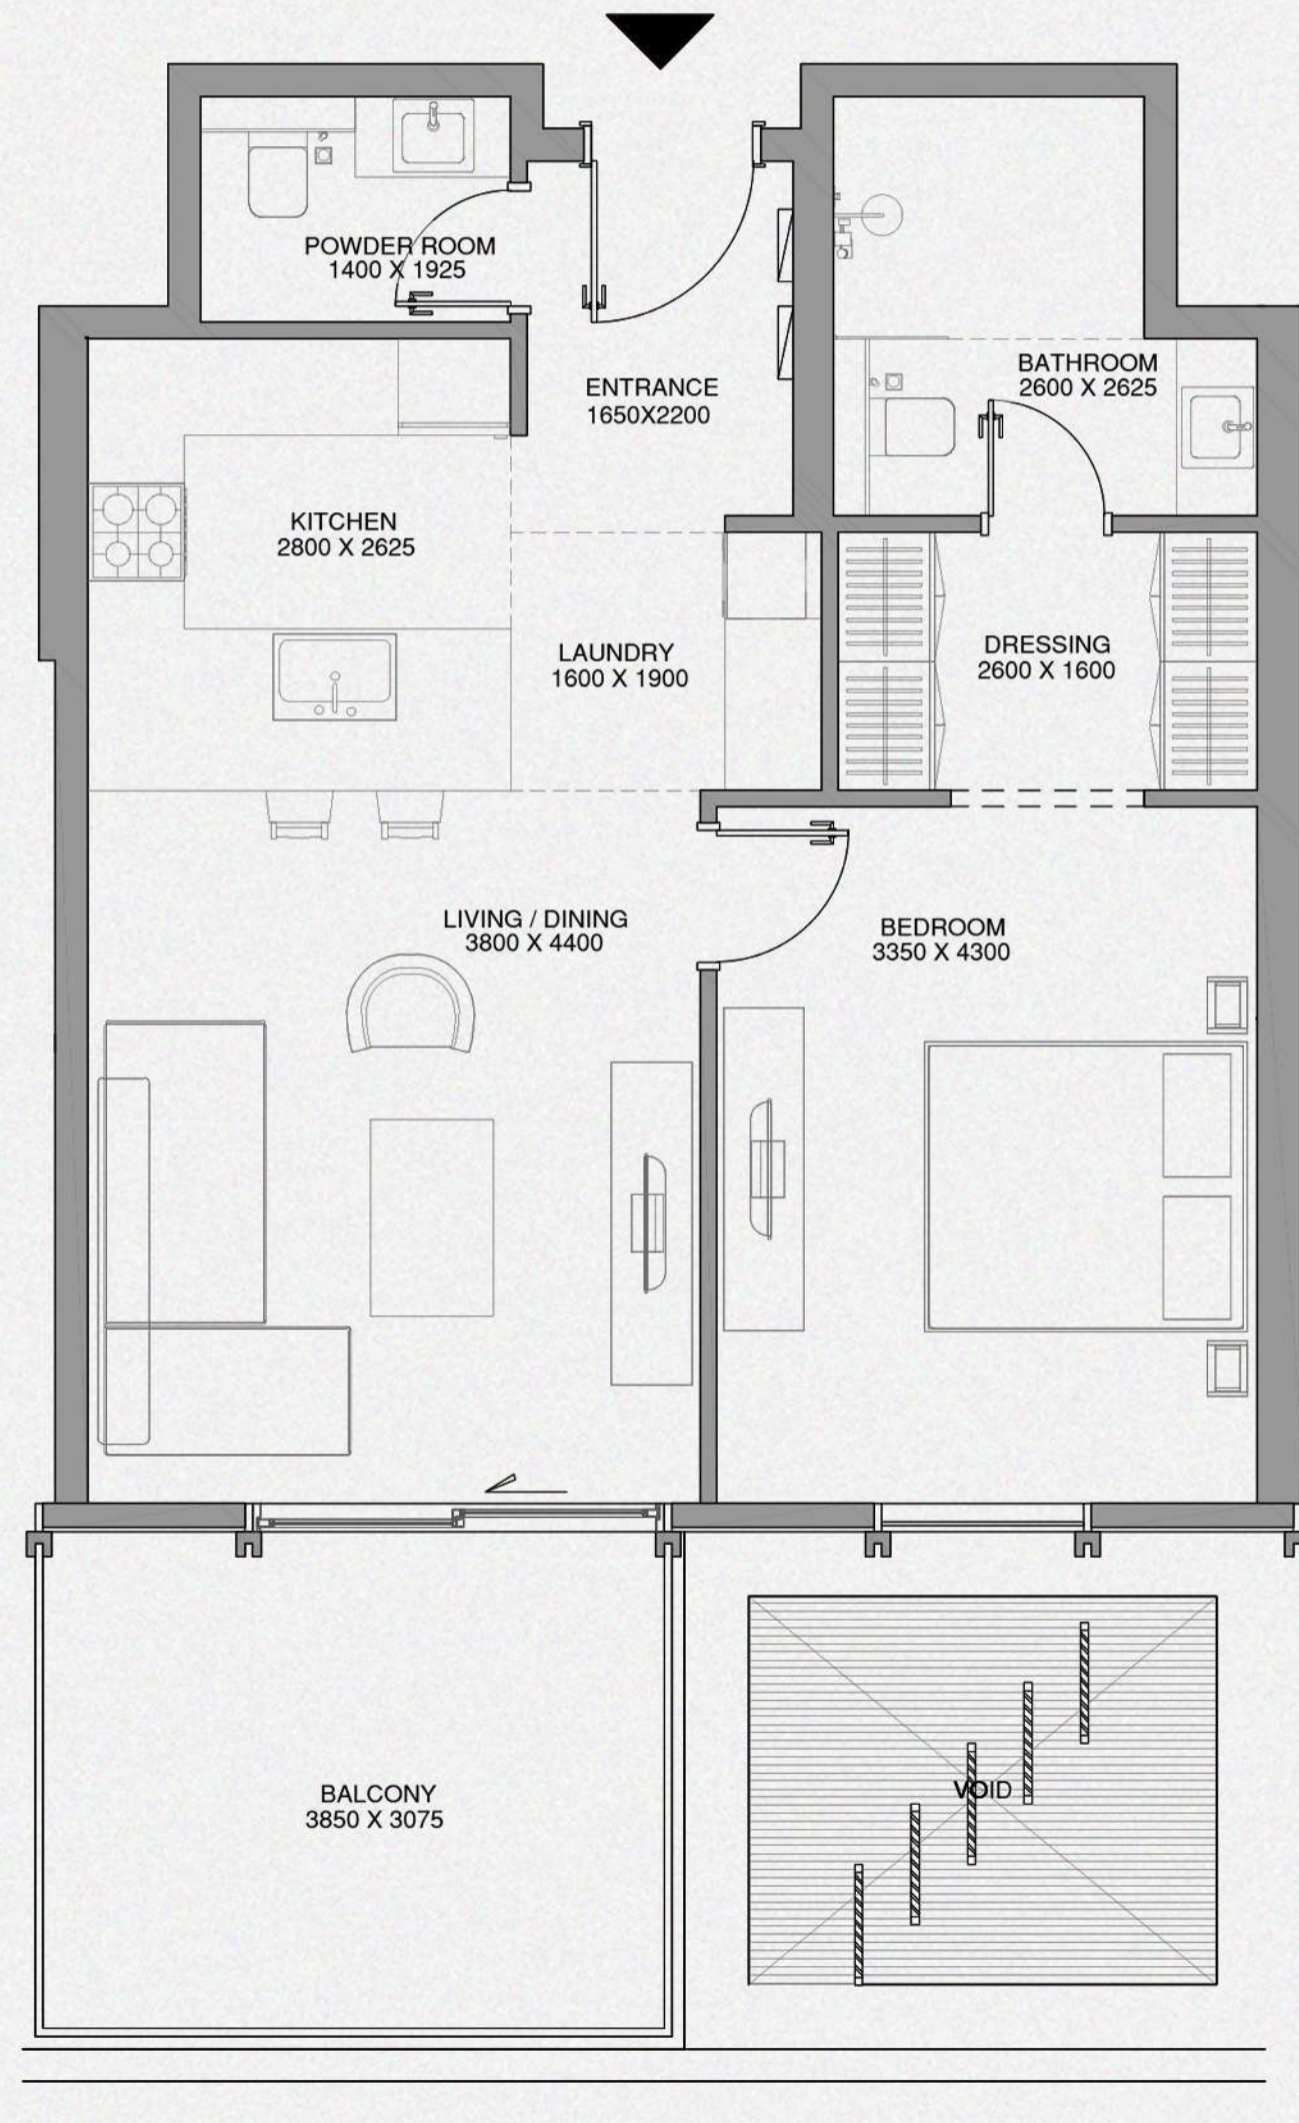 POWDER ROOM
1400 X 1925
ENTRANCE
1650X2200
BATHROOM
2600 X 2625
KITCHEN
2800 X 2625
LAUNDRY
1600 X 1900
DRESSING
2600 X 1600
LIVING / DINING
3800 X 4400
BEDROOM
3350 X 4300
BALCONY
3850 X 3075
VOID